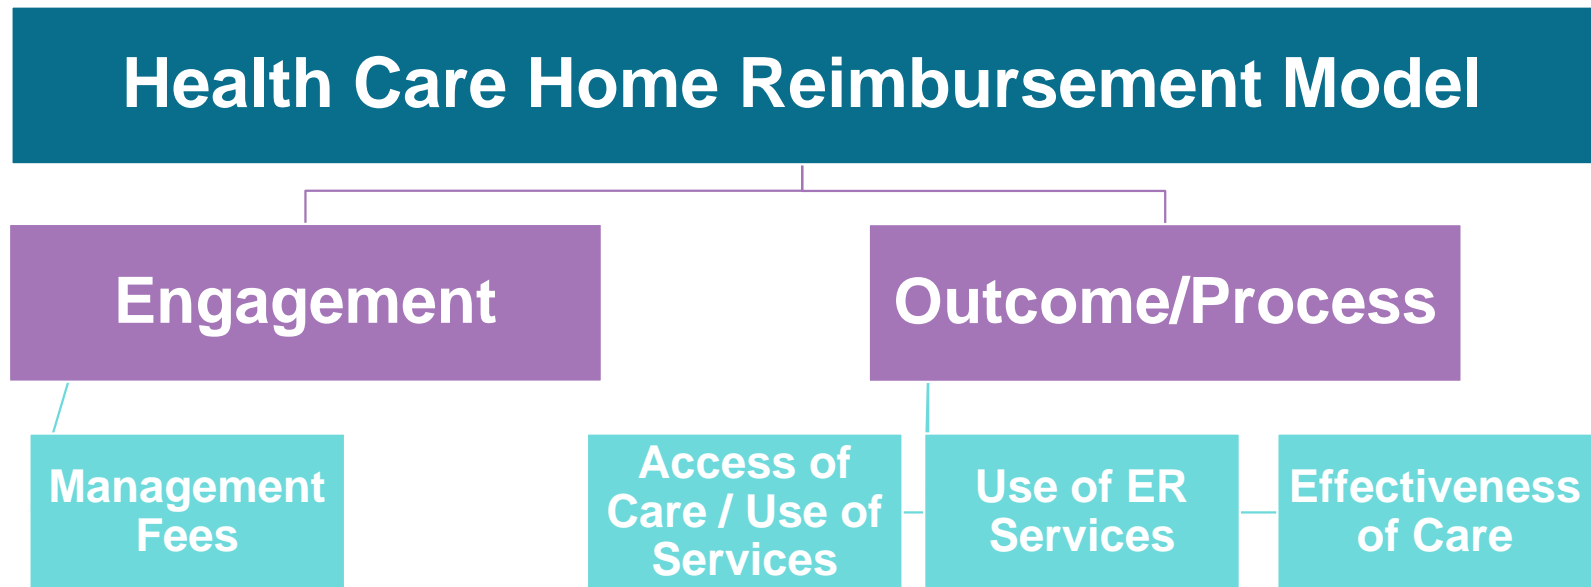 Health Care Home Reimbursement Model
Engagement
Outcome/Process
Management
Fees
Access of
Care / Use of
Services
Use of ER
Services
Effectiveness
of Care